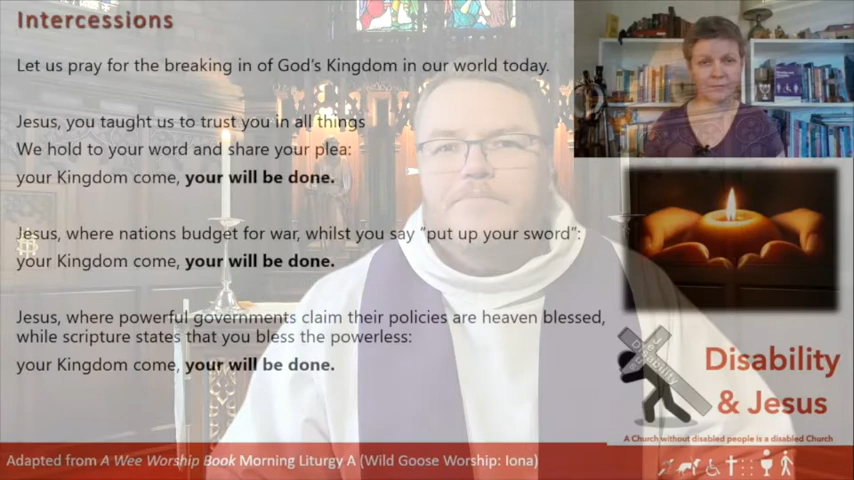 Intercessions
Let us pray for the breaking in of God's Kingdom in our world today.
Jesus, you taught us to trust you in all things
We hold to your word and share your plea:
your Kingdom come, your will be done.
Jesus, where nations budget for war, whilst you say “put up your sword”:
your Kingdom come, your will be done.
Jesus, where powerful governments claim their policies are heaven blessed,
while scripture states that you bless the powerless:
your Kingdom come, your will be done.
Disability
Disability
& Jesus
A Church without disabled people is a disabled Church
Adapted from A Wee Worship Book Morning Liturgy A (Wild Goose Worship: Iona)